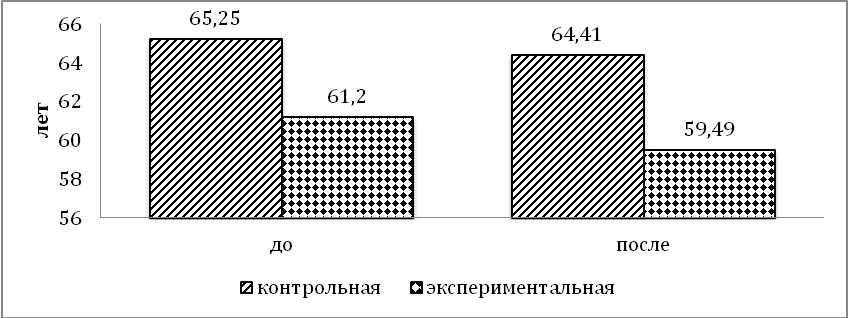 66
64
62
60
58
56
лет
65,25
61,2
64,41
59,49
до
после
контрольная
экспериментальная